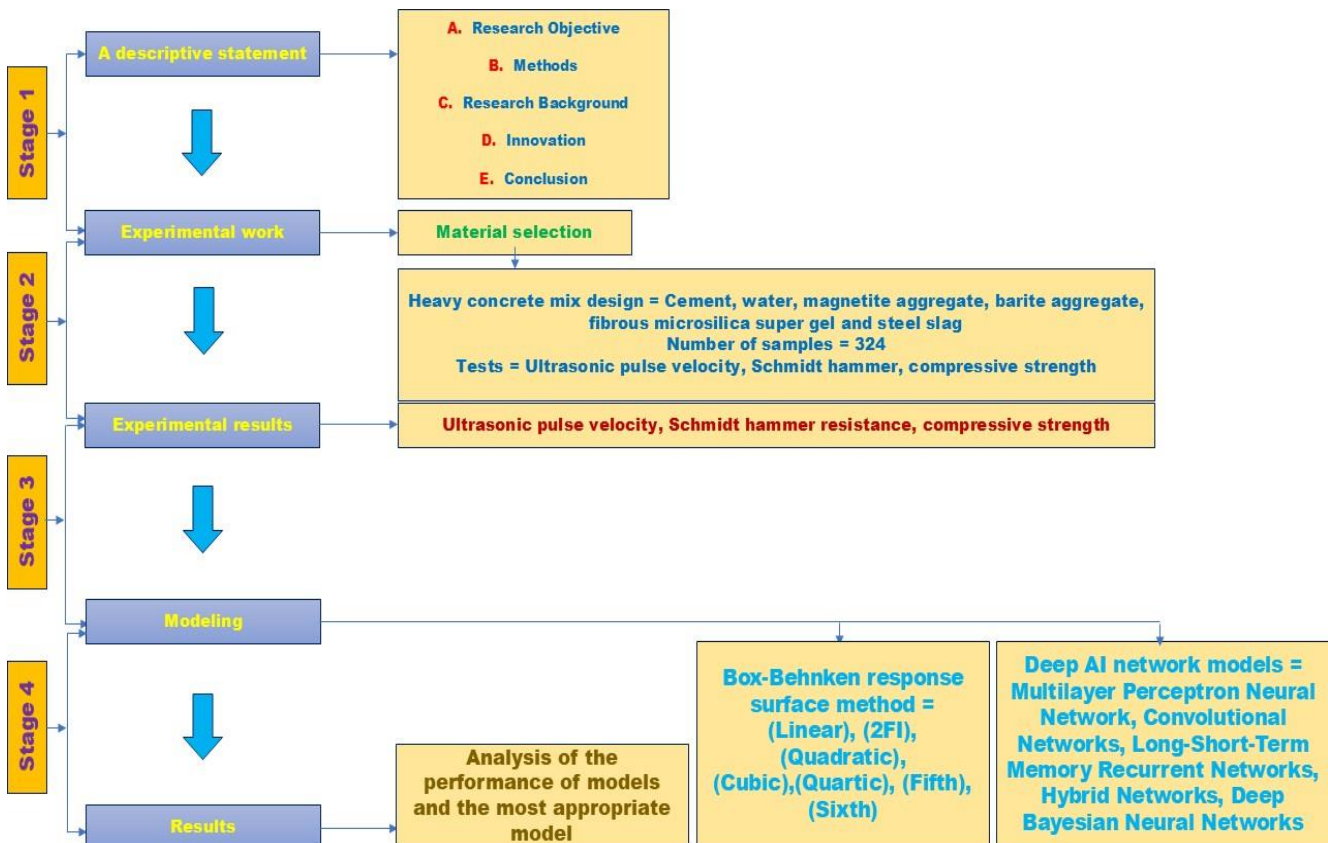 Stage 1
A descriptive statement
A. Research Objective
B. Methods
C. Research Background
D. Innovation
E. Conclusion
Experimental work
Material selection
Stage 2
Heavy concrete mix design = Cement, water, magnetite aggregate, barite aggregate,
fibrous microsilica super gel and steel slag
Number of samples = 324
Tests = Ultrasonic pulse velocity, Schmidt hammer, compressive strength
Experimental results
Ultrasonic pulse velocity, Schmidt hammer resistance, compressive strength
Stage 3
Modeling
Stage 4
Box-Behnken response
surface method =
(Linear), (2FI),
(Quadratic),
(Cubic),(Quartic), (Fifth),
(Sixth)
Deep AI network models =
Multilayer Perceptron Neural
Network, Convolutional
Networks, Long-Short-Term
Memory Recurrent Networks,
Hybrid Networks, Deep
Bayesian Neural Networks
Results
Analysis of the
performance of models
and the most appropriate
model